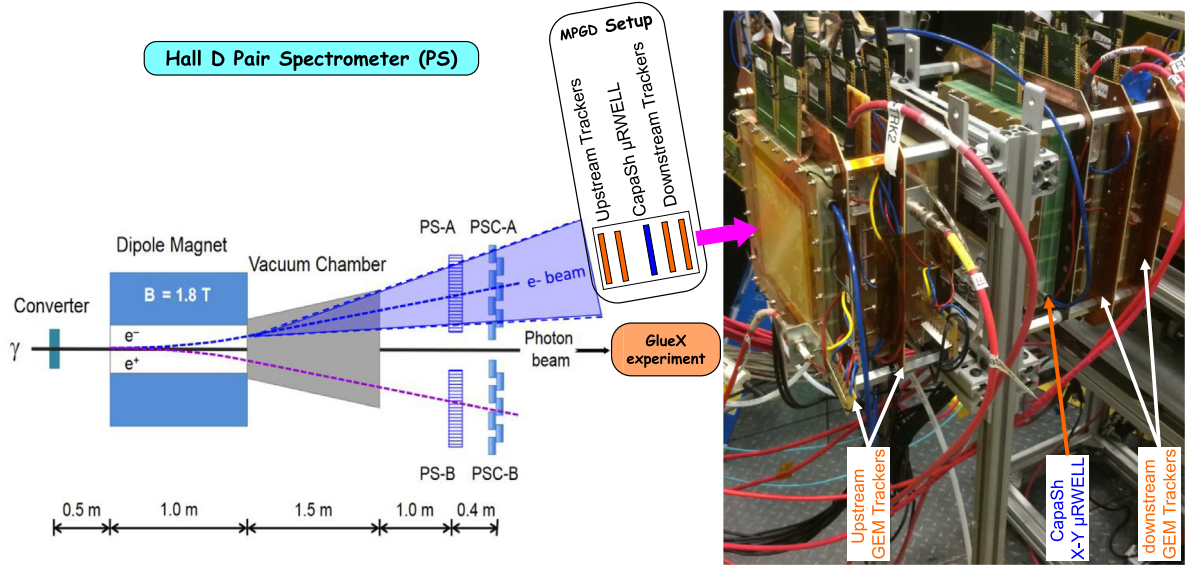 Hall D Pair Spectrometer (PS)
MPGD Setup
Upstream Trackers
CapaSh µRWELL
Downstream Trackers
PS-A
PSC-A
Dipole Magnet
Vacuum Chamber
B = 1.8 T
e- beam
Converter
γ
e⁻
e⁺
Photon
beam
GlueX
experiment
PS-B
PSC-B
0.5 m
1.0 m
1.5 m
1.0 m
0.4 m
TRK2
Upstream
GEM Trackers
CapaSh
X-Y µRWELL
downstream
GEM Trackers